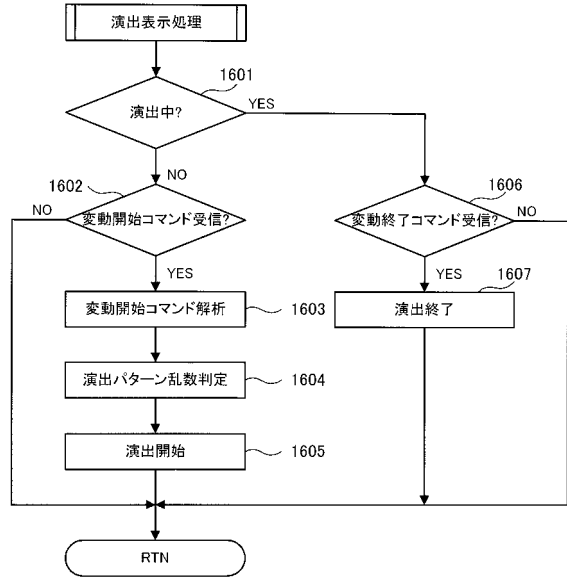 演出表示処理
1601
演出中?
YES
NO
1602
変動開始コマンド受信?
NO
YES
1606
変動終了コマンド受信?
NO
YES
1603
変動開始コマンド解析
1607
演出終了
演出パターン乱数判定
1604
演出開始
1605
RTN